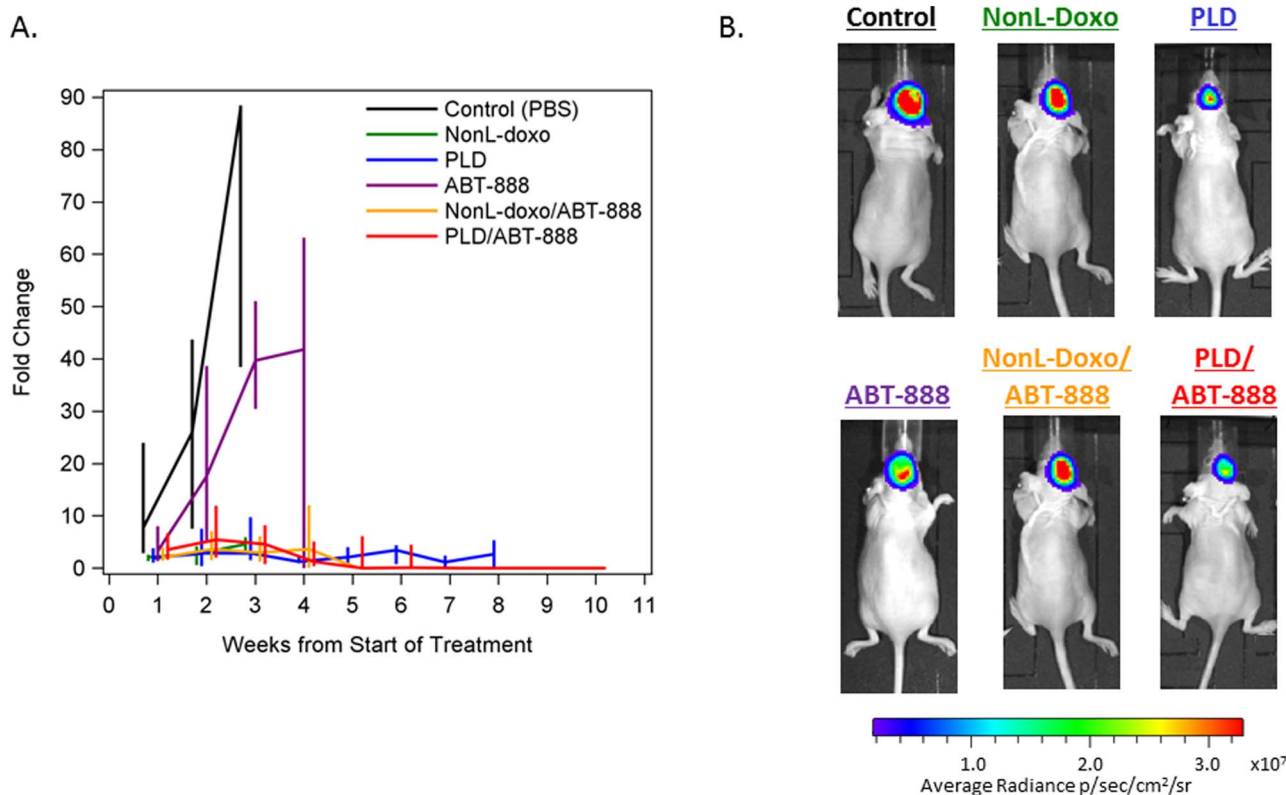 A.
90
80
70
60
50
40
30
20
10
0
Fold Change
Control (PBS)
NonL-doxo
PLD
ABT-888
NonL-doxo/ABT-888
PLD/ABT-888
0 1 2 3 4 5 6 7 8 9 10 11
Weeks from Start of Treatment
B.
Control NonL-Doxo PLD
ABT-888
NonL-Doxo/
ABT-888
PLD/
ABT-888
1.0 2.0 3.0 x10⁷
Average Radiance p/sec/cm²/sr